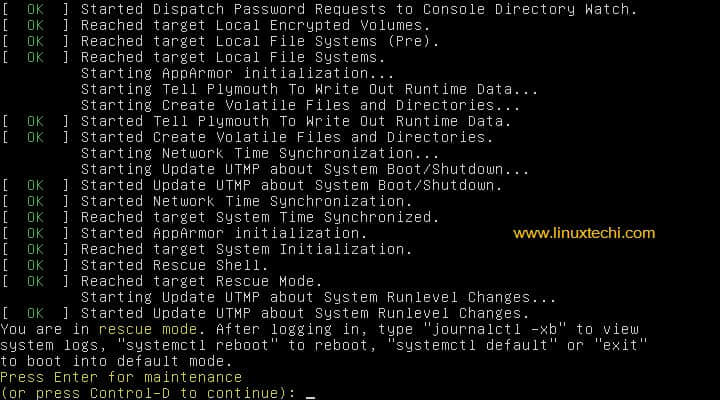 [  OK  ] Started Dispatch Password Requests to Console Directory Watch.
[  OK  ] Reached target Local Encrypted Volumes.
[  OK  ] Reached target Local File Systems (Pre).
[  OK  ] Reached target Local File Systems.
         Starting AppArmor initialization...
         Starting Tell Plymouth To Write Out Runtime Data...
         Starting Create Volatile Files and Directories...
[  OK  ] Started Tell Plymouth To Write Out Runtime Data.
[  OK  ] Started Create Volatile Files and Directories.
         Starting Network Time Synchronization...
         Starting Update UTMP about System Boot/Shutdown...
[  OK  ] Started Update UTMP about System Boot/Shutdown.
[  OK  ] Started Network Time Synchronization.
[  OK  ] Reached target System Time Synchronized.
[  OK  ] Started AppArmor initialization.
www.linuxtechi.com
[  OK  ] Reached target System Initialization.
[  OK  ] Started Rescue Shell.
[  OK  ] Reached target Rescue Mode.
         Starting Update UTMP about System Runlevel Changes...
[  OK  ] Started Update UTMP about System Runlevel Changes.
You are in rescue mode. After logging in, type "journalctl -xb" to view
system logs, "systemctl reboot" to reboot, "systemctl default" or "exit"
to boot into default mode.
Press Enter for maintenance
(or press Control-D to continue): _